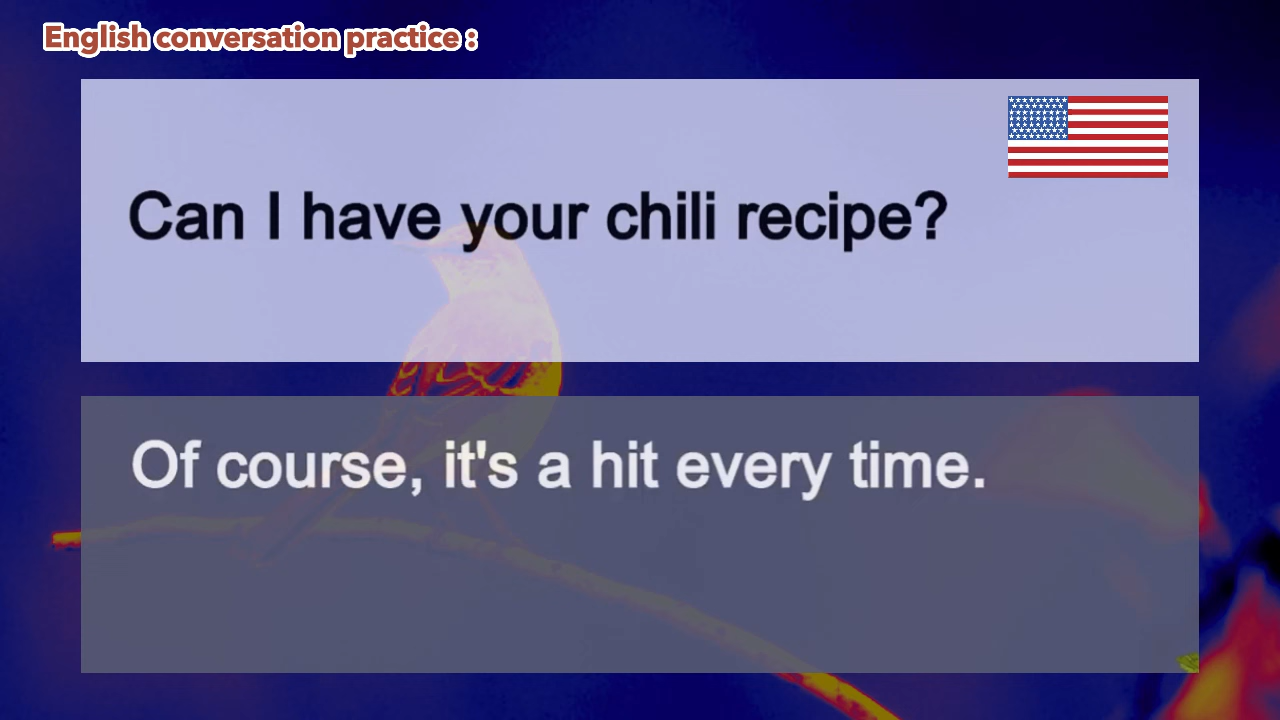 English conversation practice :
Can I have your chili recipe?
Of course, it's a hit every time.